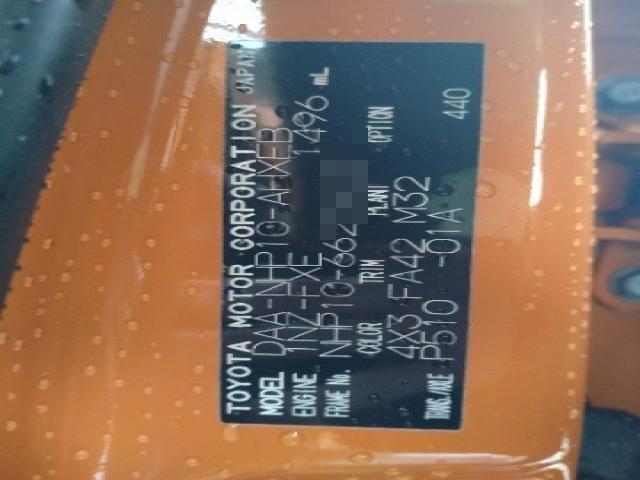 TOYOTA MOTOR CORPORATION JAPAN
MODEL DAA-NHP10-AHXEB
ENGINE 1NZ-FXE 1496 mL
FRAME No. NHP10-662
COLOR TRIM PLANT OPTION
4X3 FA42 M32
TRANS./AXLE P510 -01A 440